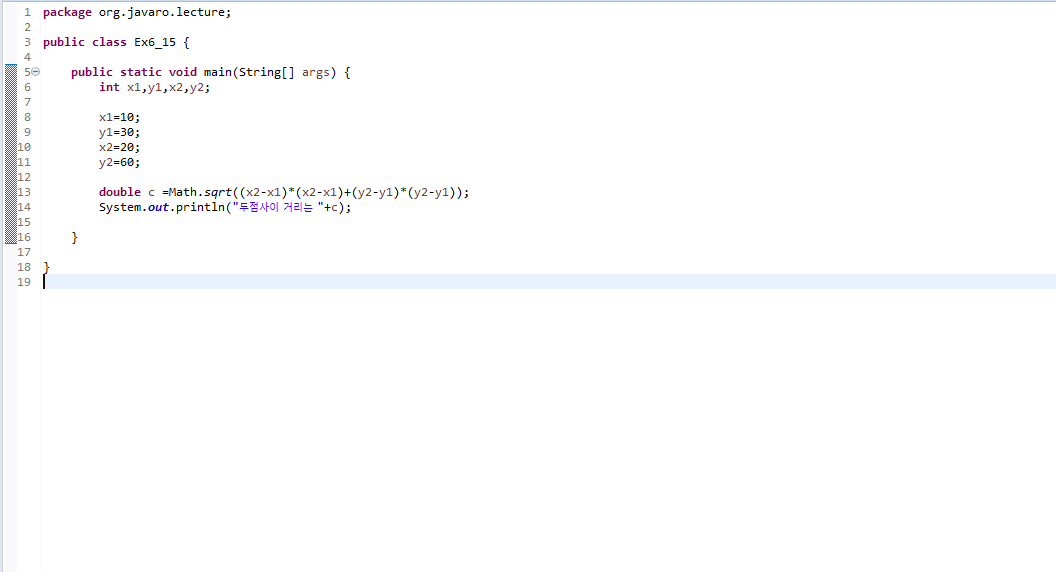 1 package org.javaro.lecture;
2
3 public class Ex6_15 {
4
5 public static void main(String[] args) {
6 int x1,y1,x2,y2;
7
8 x1=10;
9 y1=30;
10 x2=20;
11 y2=60;
12
13 double c =Math.sqrt((x2-x1)*(x2-x1)+(y2-y1)*(y2-y1));
14 System.out.println("두점사이 거리는 "+c);
15
16 }
17
18 }
19